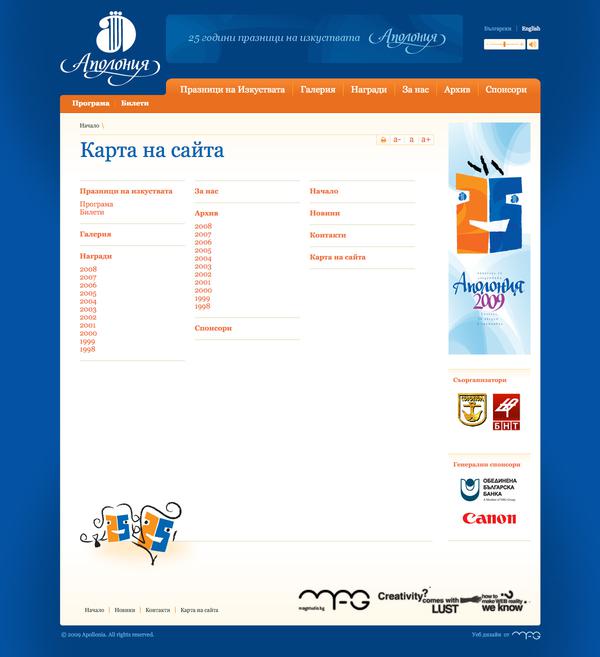 Аполония
25 години празници на изкуствата Аполония
Български | English
Празници на Изкуствата | Галерия | Награди | За нас | Архив | Спонсори
Програма | Билети
Начало \
a- a a+
Карта на сайта
Празници на изкуствата
Програма
Билети
Галерия
Награди
2008
2007
2006
2005
2004
2003
2002
2001
2000
1999
1998
За нас
Архив
2008
2007
2006
2005
2004
2003
2002
2001
2000
1999
1998
Спонсори
Начало
Новини
Контакти
Карта на сайта
25
Аполония
2009
Съорганизатори
БНТ
Генерални спонсори
ОБЕДИНЕНА
БЪЛГАРСКА
БАНКА
Canon
25 25
Начало | Новини | Контакти | Карта на сайта
Creativity?
comes with
LUST
how to
make WEB reality
we know
© 2009 Apollonia. All rights reserved.
Уеб дизайн от